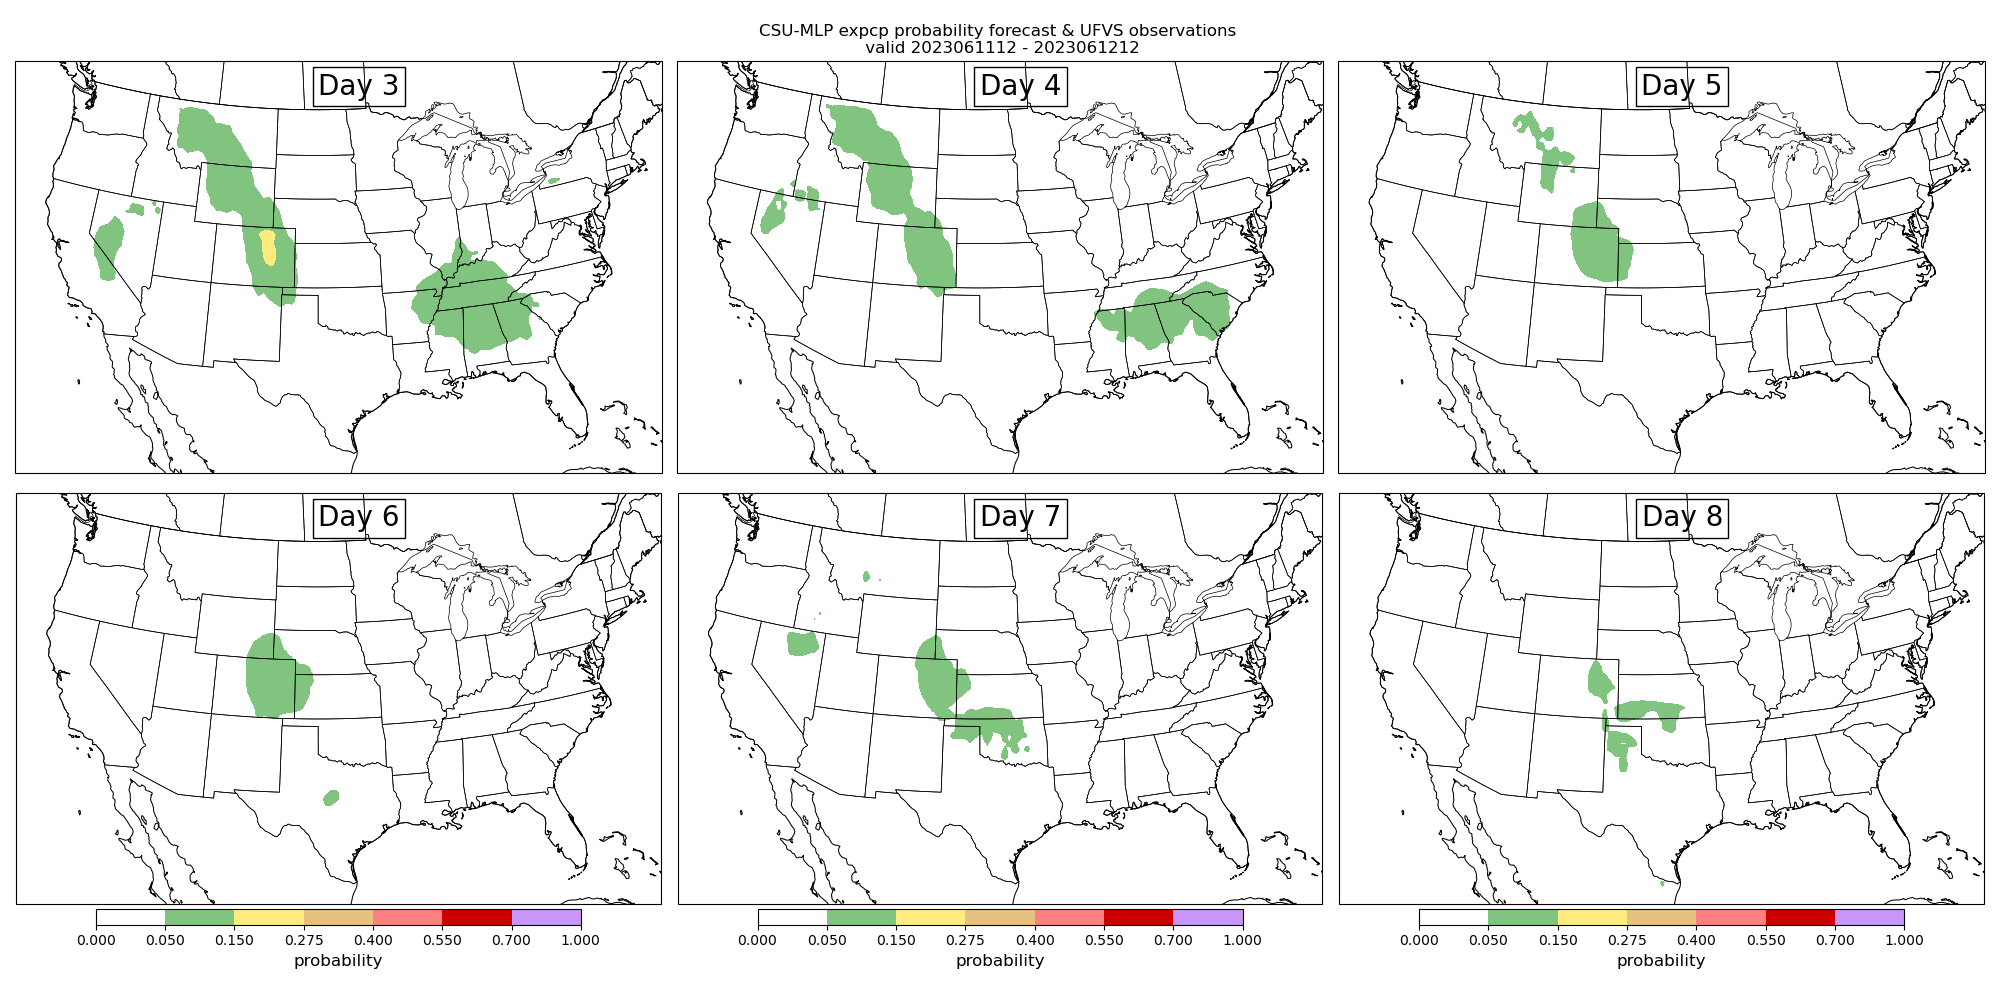 CSU-MLP expcp probability forecast & UFVS observations
valid 2023061112 - 2023061212
Day 3
Day 4
Day 5
Day 6
Day 7
Day 8
0.000 0.050 0.150 0.275 0.400 0.550 0.700 1.000
probability
0.000 0.050 0.150 0.275 0.400 0.550 0.700 1.000
probability
0.000 0.050 0.150 0.275 0.400 0.550 0.700 1.000
probability